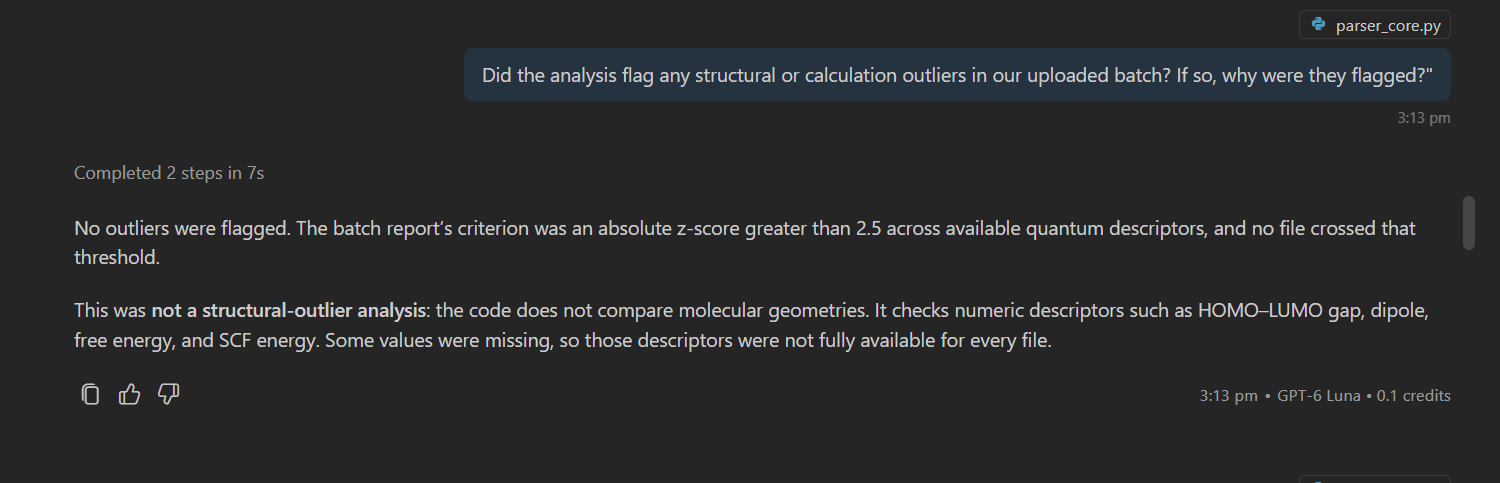 parser_core.py
Did the analysis flag any structural or calculation outliers in our uploaded batch? If so, why were they flagged?"
3:13 pm
Completed 2 steps in 7s
No outliers were flagged. The batch report’s criterion was an absolute z-score greater than 2.5 across available quantum descriptors, and no file crossed that
threshold.
This was not a structural-outlier analysis: the code does not compare molecular geometries. It checks numeric descriptors such as HOMO–LUMO gap, dipole,
free energy, and SCF energy. Some values were missing, so those descriptors were not fully available for every file.
3:13 pm • GPT-6 Luna • 0.1 credits